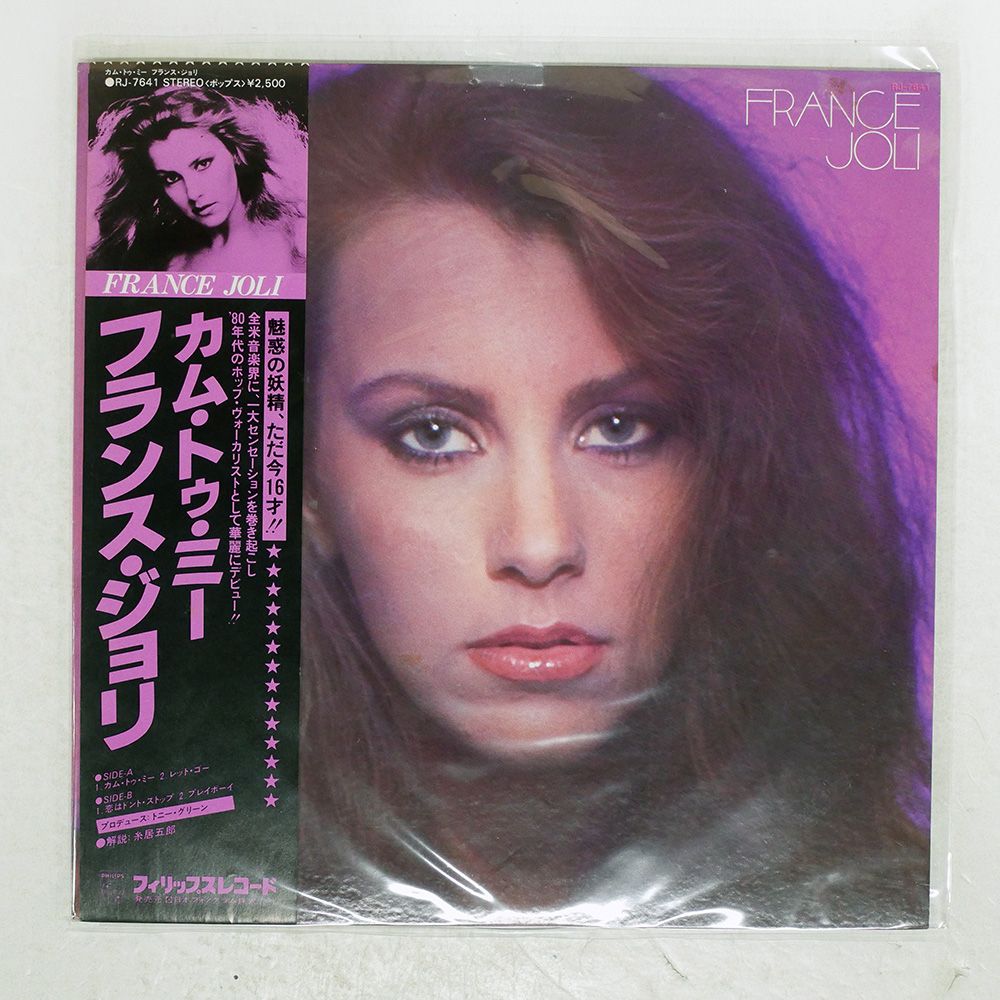 カム・トゥ・ミー フランス・ジョリ
●RJ-7641 STEREO〈ポップス〉¥2,500
FRANCE JOLI
魅惑の妖精、ただ今16才!!★★★★★★★★★★★
全米音楽界に、一大センセーションを巻き起こし
'80年代のポップ・ヴォーカリストとして華麗にデビュー!!
カム・トゥ・ミー
フランス・ジョリ
●SIDE-A
1. カム・トゥ・ミー 2. レット・ゴー
●SIDE-B
1. 恋はドント・ストップ 2. プレイボーイ
プロデュース：トニー・グリーン
●解説：糸居五郎
PHILIPS
フィリップスレコード
発売元
RJ-7641
FRANCE
JOLI